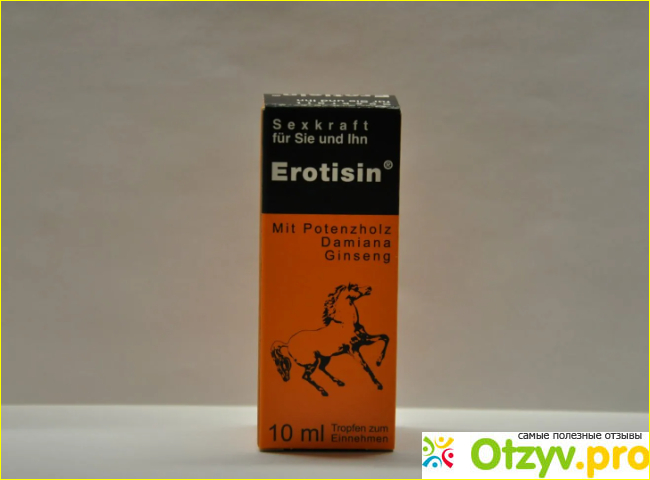 Sexkraft
für Sie und Ihn
Erotisin®
Mit Potenzholz
Damiana
Ginseng
10 ml Tropfen zum
Einnehmen
самые полезные отзывы
Otzyv.pro